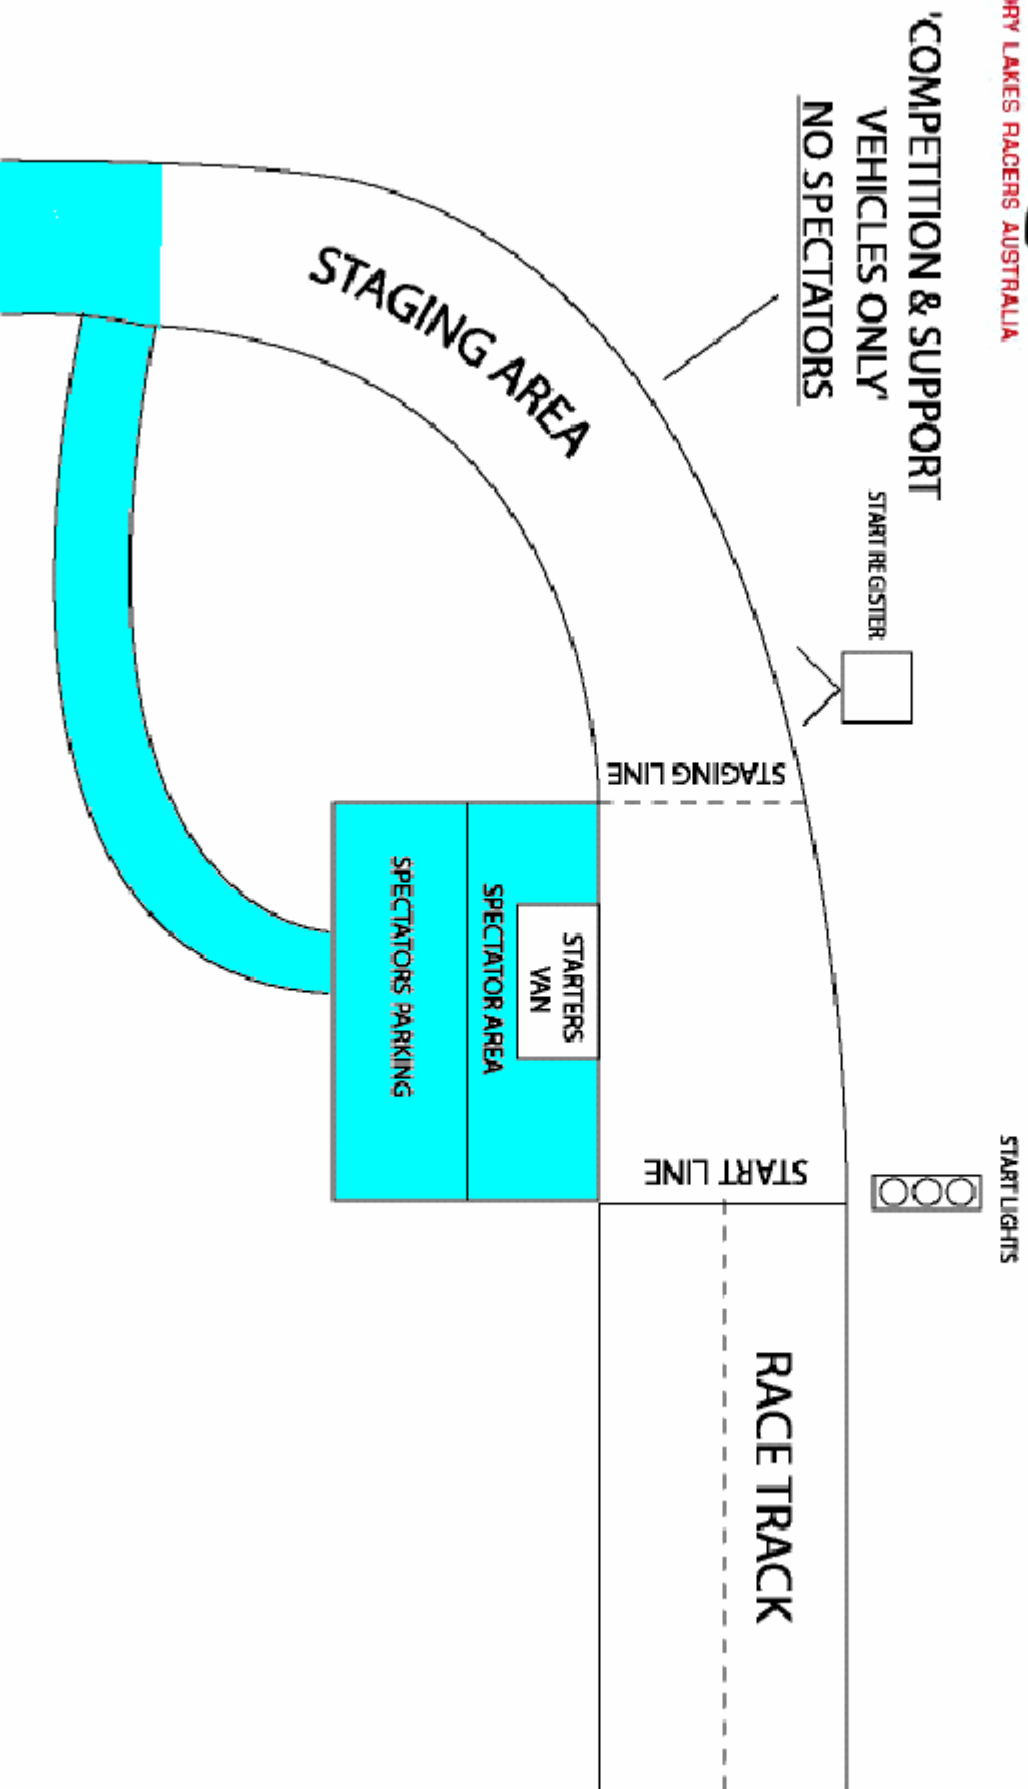 RY LAKES RACERS AUSTRALIA
'COMPETITION & SUPPORT
VEHICLES ONLY'
NO SPECTATORS
START REGISTER
STAGING AREA
STAGING LINE
STARTERS
VAN
SPECTATOR AREA
SPECTATORS PARKING
START LINE
START LIGHTS
RACE TRACK